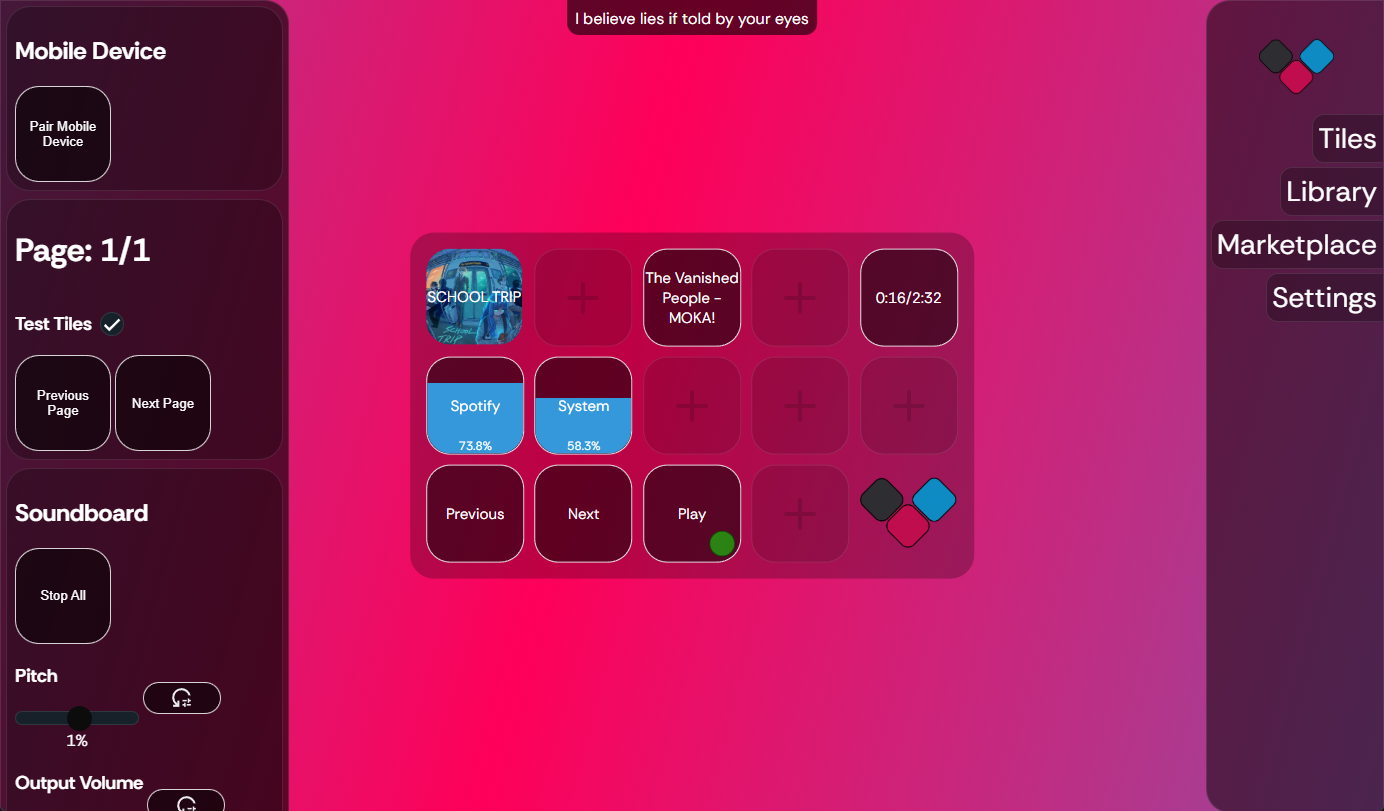 I believe lies if told by your eyes
Mobile Device
Pair Mobile
Device
Page: 1/1
Test Tiles
Previous
Page
Next Page
Soundboard
Stop All
Pitch
1%
Output Volume
SCHOOL TRIP
SCHOOL
TRIP
The Vanished
People -
MOKA!
0:16/2:32
Spotify
73.8%
System
58.3%
Previous
Next
Play
Tiles
Library
Marketplace
Settings